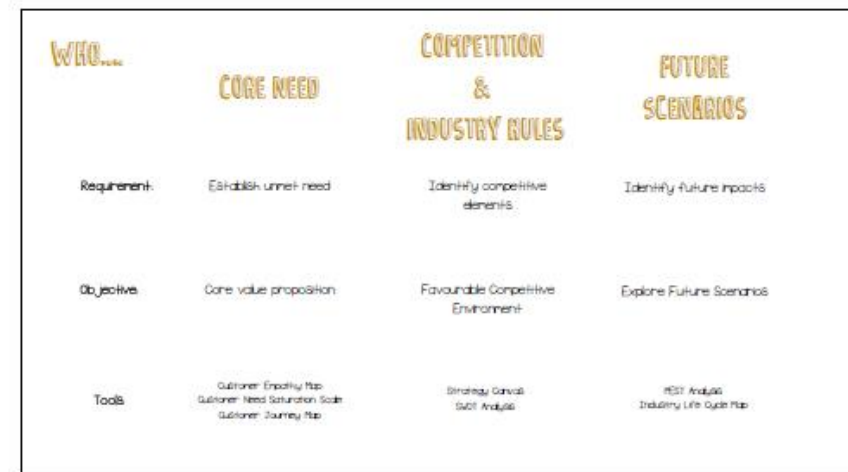 WHO...
CORE NEED
COMPETITION
&
INDUSTRY RULES
FUTURE
SCENARIOS
Requirement
Establish unmet need
Identify competitive
elements
Identify future impacts
Objective
Core value proposition
Favourable Competitive
Environment
Explore Future Scenarios
Tools
Customer Empathy Map
Customer Need Saturation Scale
Customer Journey Map
Strategy Canvas
SWOT Analysis
PEST Analysis
Industry Life Cycle Map